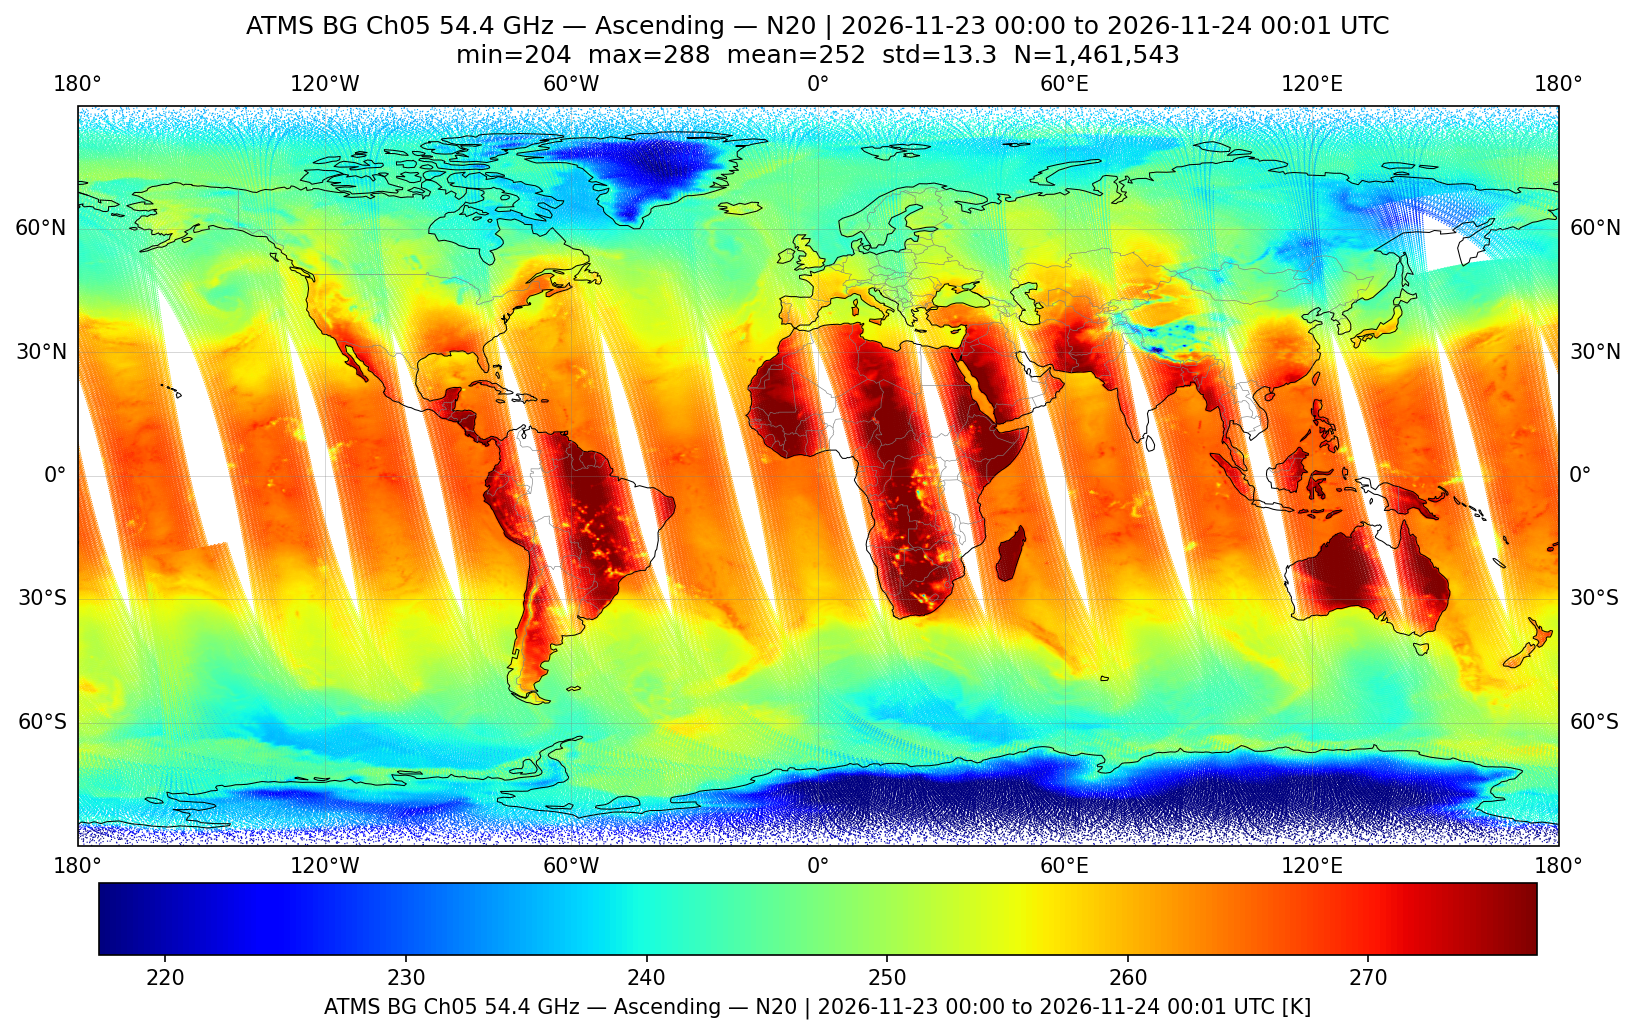 ATMS BG Ch05 54.4 GHz — Ascending — N20 | 2026-11-23 00:00 to 2026-11-24 00:01 UTC
min=204  max=288  mean=252  std=13.3  N=1,461,543
180° 120°W 60°W 0° 60°E 120°E 180°
60°N 60°N
30°N 30°N
0° 0°
30°S 30°S
60°S 60°S
180° 120°W 60°W 0° 60°E 120°E 180°
220 230 240 250 260 270
ATMS BG Ch05 54.4 GHz — Ascending — N20 | 2026-11-23 00:00 to 2026-11-24 00:01 UTC [K]